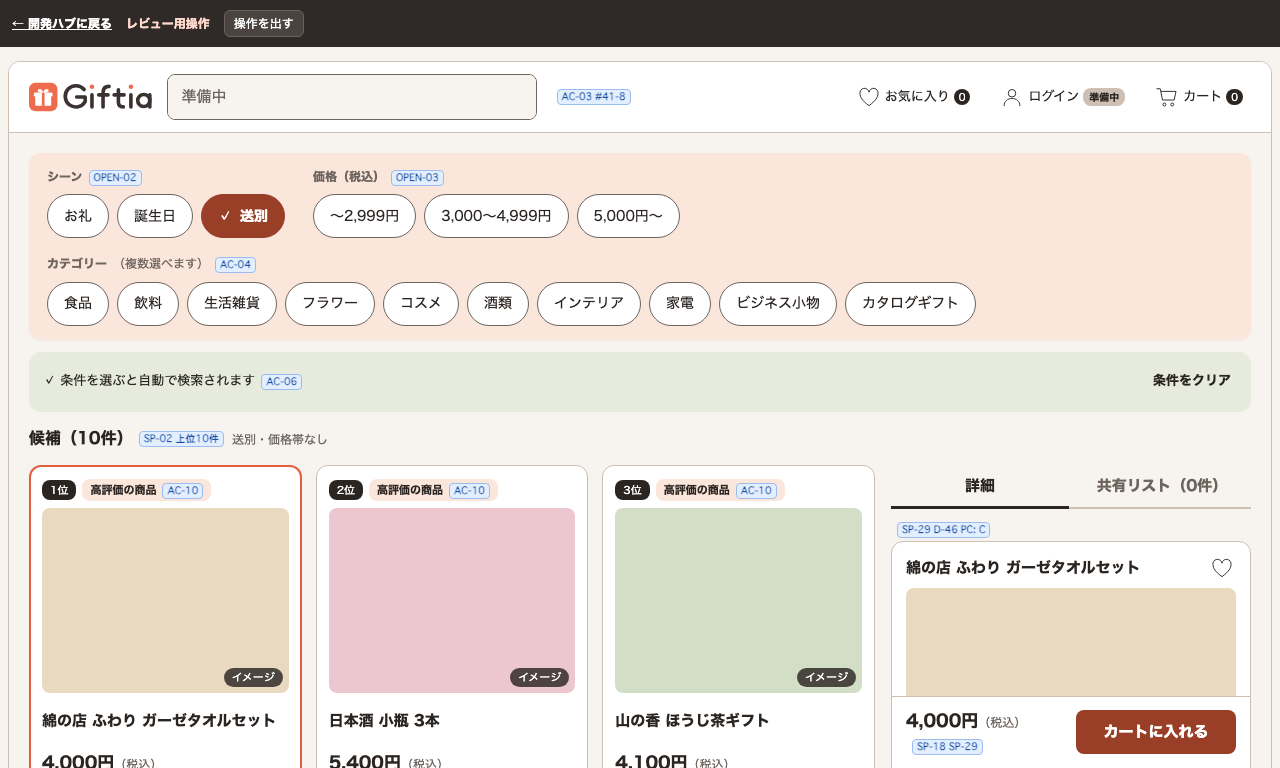 ← 開発ハブに戻る レビュー用操作 操作を出す
Giftia 準備中 AC-03 #41-8 お気に入り 0 ログイン 準備中 カート 0
シーン OPEN-02 価格（税込） OPEN-03
お礼 誕生日 ✓ 送別 〜2,999円 3,000〜4,999円 5,000円〜
カテゴリー （複数選べます） AC-04
食品 飲料 生活雑貨 フラワー コスメ 酒類 インテリア 家電 ビジネス小物 カタログギフト
✓ 条件を選ぶと自動で検索されます AC-06 条件をクリア
候補（10件） SP-02 上位10件 送別・価格帯なし
1位 高評価の商品 AC-10
イメージ
綿の店 ふわり ガーゼタオルセット
4,000円（税込）
2位 高評価の商品 AC-10
イメージ
日本酒 小瓶 3本
5,400円（税込）
3位 高評価の商品 AC-10
イメージ
山の香 ほうじ茶ギフト
4,100円（税込）
詳細 共有リスト（0件）
SP-29 D-46 PC: C
綿の店 ふわり ガーゼタオルセット
4,000円（税込）
SP-18 SP-29
カートに入れる